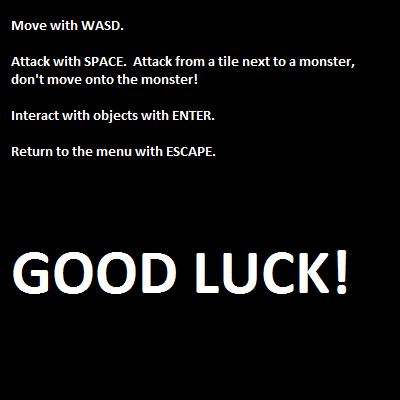 Move with WASD.
Attack with SPACE.  Attack from a tile next to a monster,
don't move onto the monster!
Interact with objects with ENTER.
Return to the menu with ESCAPE.
GOOD LUCK!